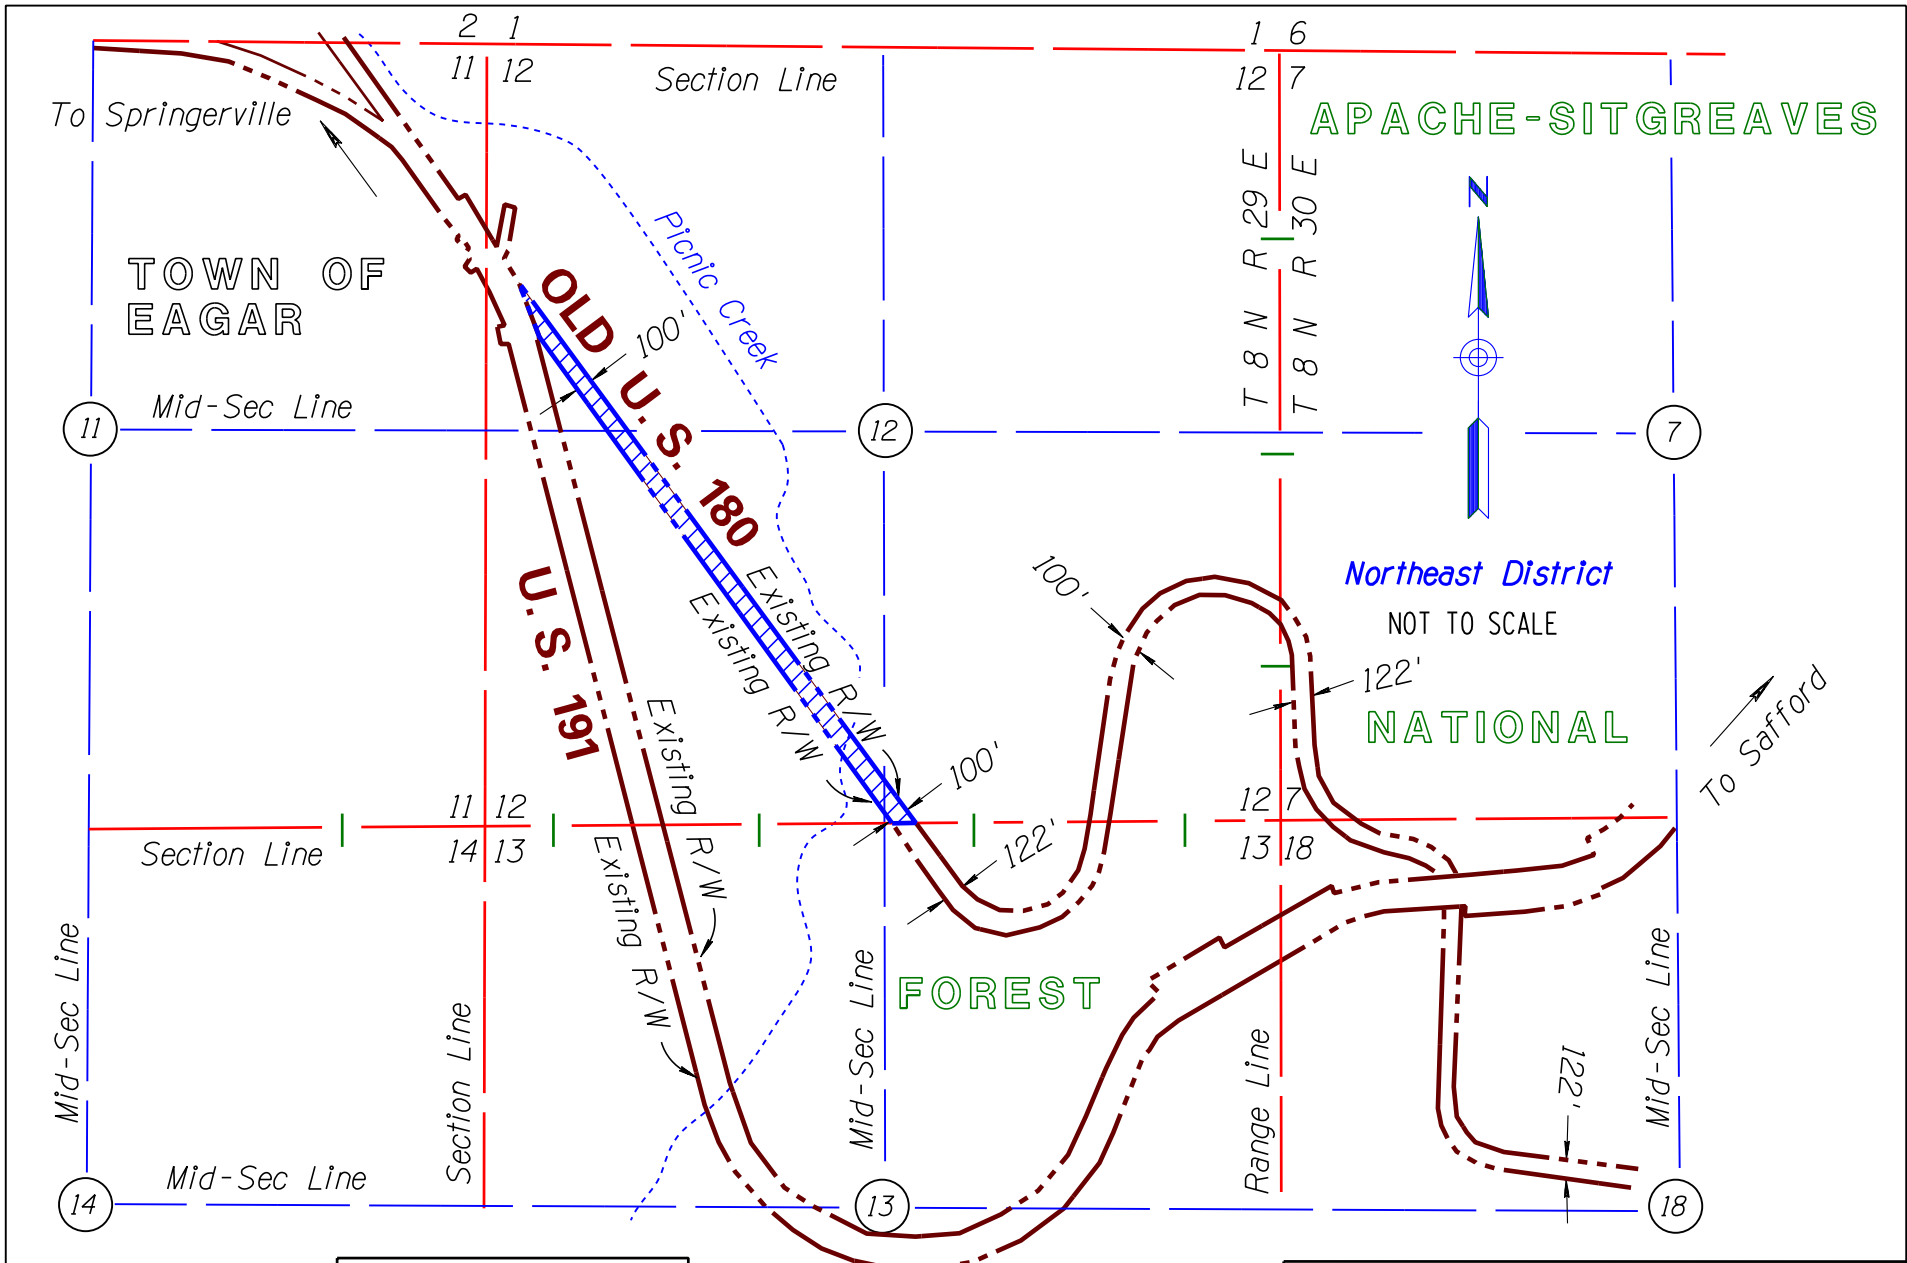 2 1
11 12
1 6
12 7
Section Line
To Springerville
APACHE-SITGREAVES
T 8 N R 29 E
T 8 N R 30 E
N
TOWN OF
EAGAR
Picnic Creek
OLD U. S. 180
100'
Mid-Sec Line
11
12
7
Northeast District
NOT TO SCALE
U. S. 191
Existing R/W
Existing R/W
100'
122'
NATIONAL
To Safford
Existing R/W
Existing R/W
100'
122'
11 12
14 13
12 7
13 18
Section Line
FOREST
Mid-Sec Line
Section Line
Mid-Sec Line
Range Line
Mid-Sec Line
122'
Mid-Sec Line
14
13
18